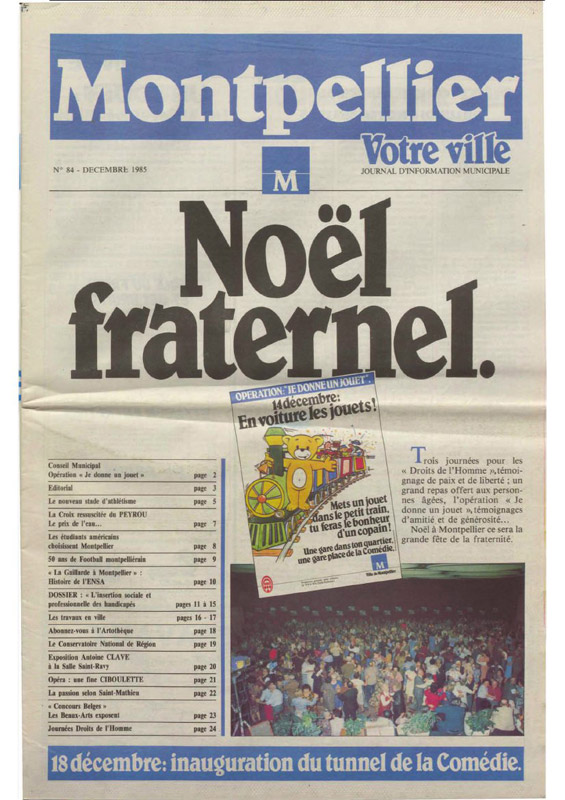 Montpellier
Votre ville
N° 84 - DECEMBRE 1985
JOURNAL D'INFORMATION MUNICIPALE
M
Noël
fraternel.
OPERATION: "JE DONNE UN JOUET".
14 décembre:
En voiture les jouets!
Mets un jouet
dans le petit train,
tu feras le bonheur
d'un copain!
Une gare dans ton quartier,
une gare place de la Comédie.
M
Ville de Montpellier
Trois journées pour les
« Droits de l'Homme », témoi-
gnage de paix et de liberté ; un
grand repas offert aux person-
nes âgées, l'opération « Je
donne un jouet », témoignages
d'amitié et de générosité...
Noël à Montpellier ce sera la
grande fête de la fraternité.
Conseil Municipal
Opération « Je donne un jouet » page 2
Editorial page 3
Le nouveau stade d'athlétisme page 5
La Croix ressuscitée du PEYROU
Le prix de l'eau... page 7
Les étudiants américains
choisissent Montpellier page 8
50 ans de Football montpelliérain page 9
« La Gaillarde à Montpellier » :
Histoire de l'ENSA page 10
DOSSIER : « L'insertion sociale et
professionnelle des handicapés pages 11 à 15
Les travaux en ville pages 16 - 17
Abonnez-vous à l'Artothèque page 18
Le Conservatoire National de Région page 19
Exposition Antoine CLAVE
à la Salle Saint-Ravy page 20
Opéra : une fine CIBOULETTE page 21
La passion selon Saint-Mathieu page 22
« Concours Belges »
Les Beaux-Arts exposent page 23
Journées Droits de l'Homme page 24
18 décembre: inauguration du tunnel de la Comédie.